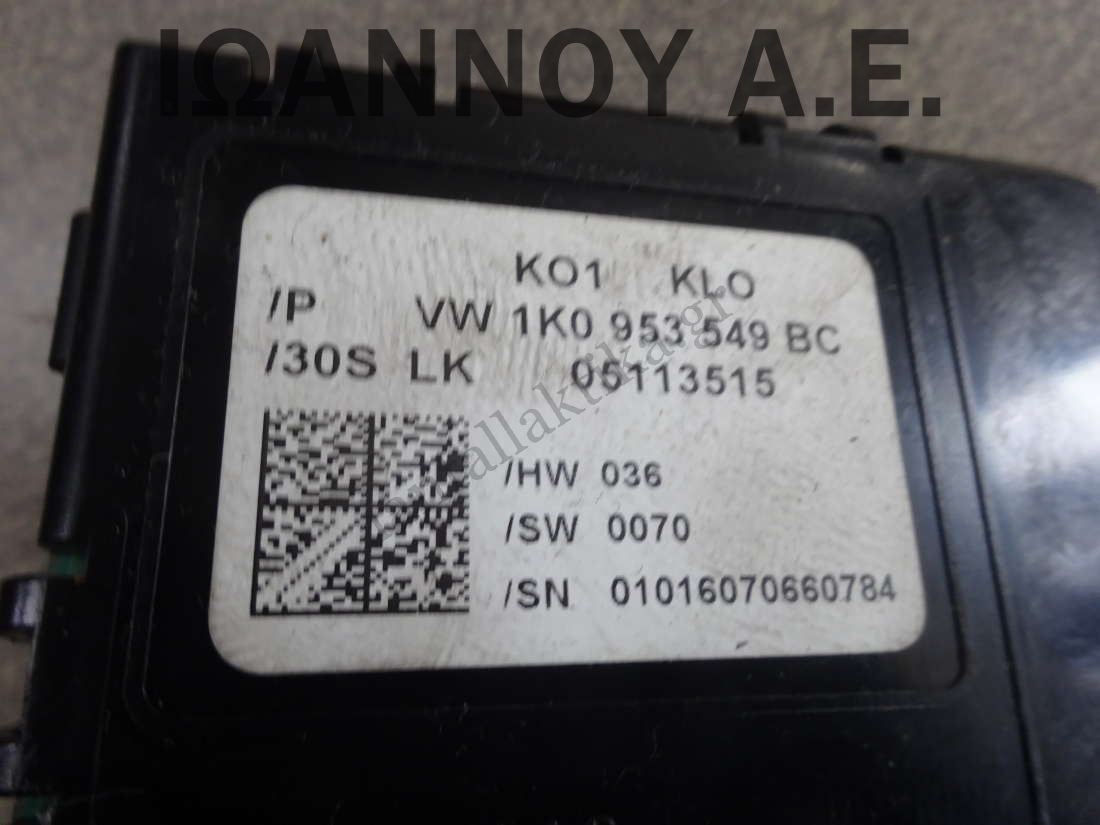 ΙΩΑΝΝΟΥ Α.Ε.
KO1 KLO
/P VW 1K0 953 549 BC
/30S LK 05113515
/HW 036
/SW 0070
/SN 01016070660784